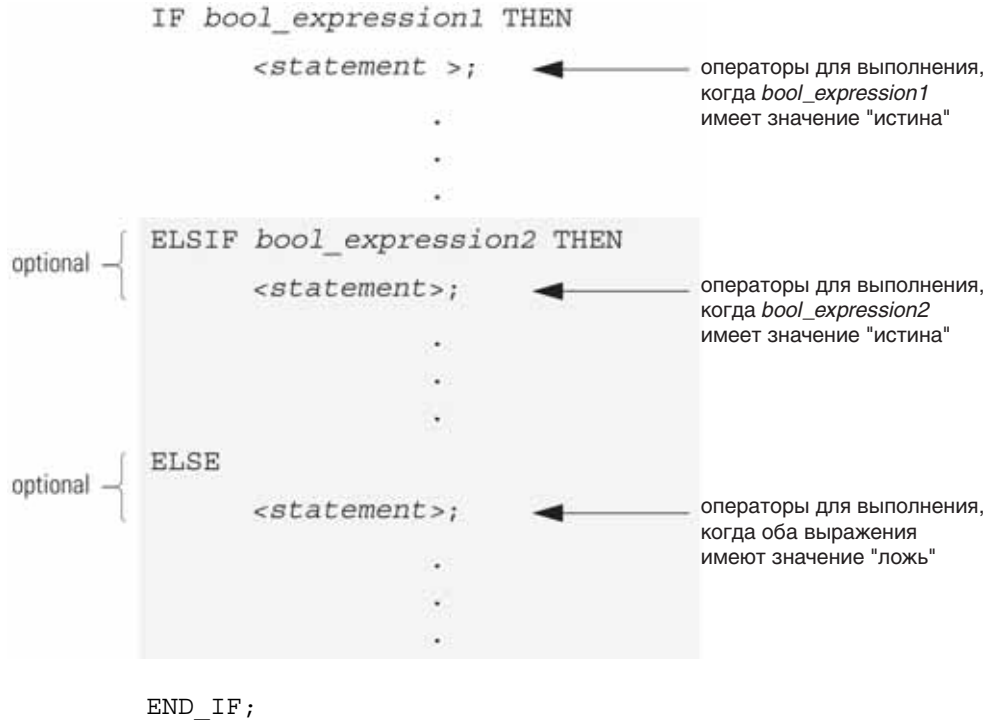 IF bool_expression1 THEN
<statement >;
операторы для выполнения,
когда bool_expression1
имеет значение "истина"
.
.
.
optional
ELSIF bool_expression2 THEN
<statement>;
операторы для выполнения,
когда bool_expression2
имеет значение "истина"
.
.
.
optional
ELSE
<statement>;
операторы для выполнения,
когда оба выражения
имеют значение "ложь"
.
.
.
END_IF;